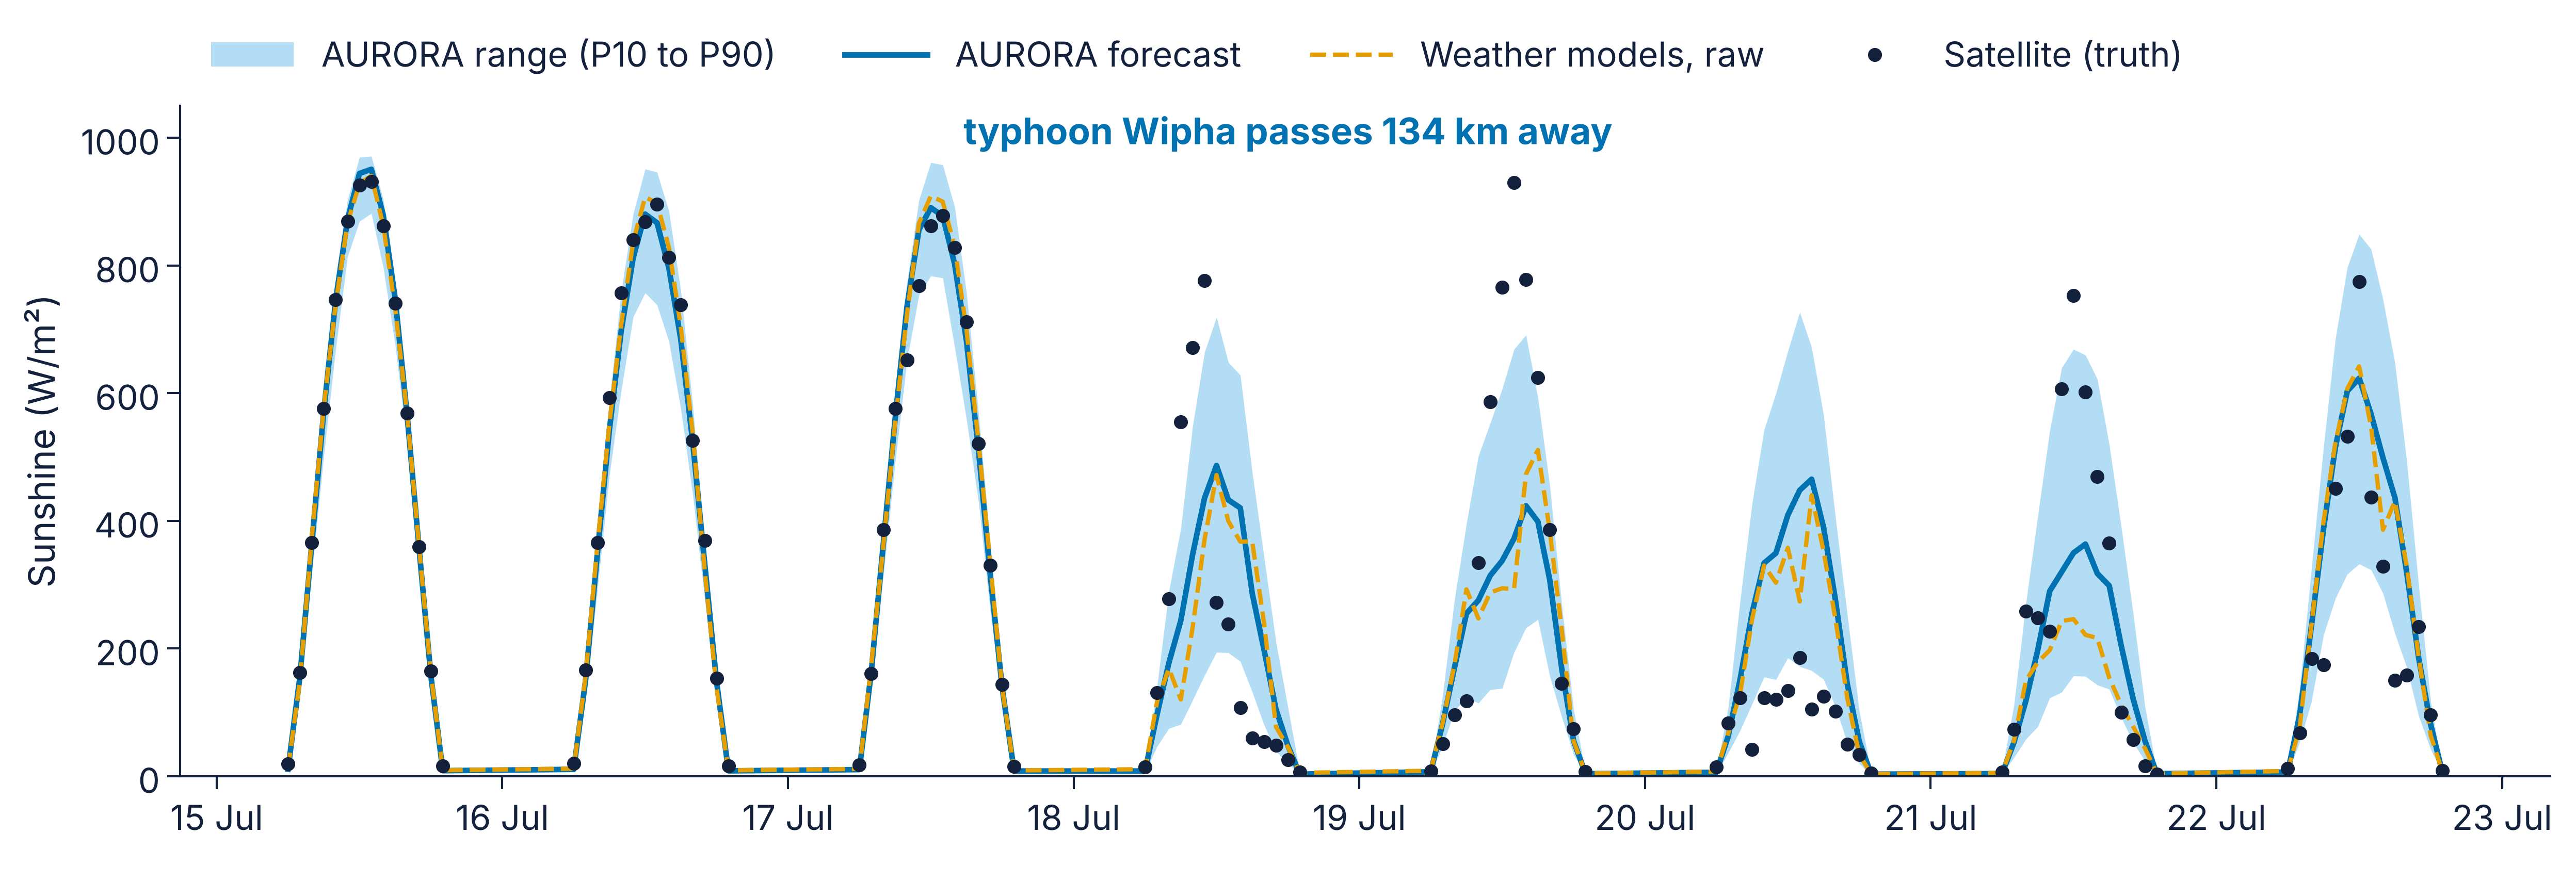 AURORA range (P10 to P90) AURORA forecast Weather models, raw Satellite (truth)
typhoon Wipha passes 134 km away
Sunshine (W/m²)
1000
800
600
400
200
0
15 Jul 16 Jul 17 Jul 18 Jul 19 Jul 20 Jul 21 Jul 22 Jul 23 Jul